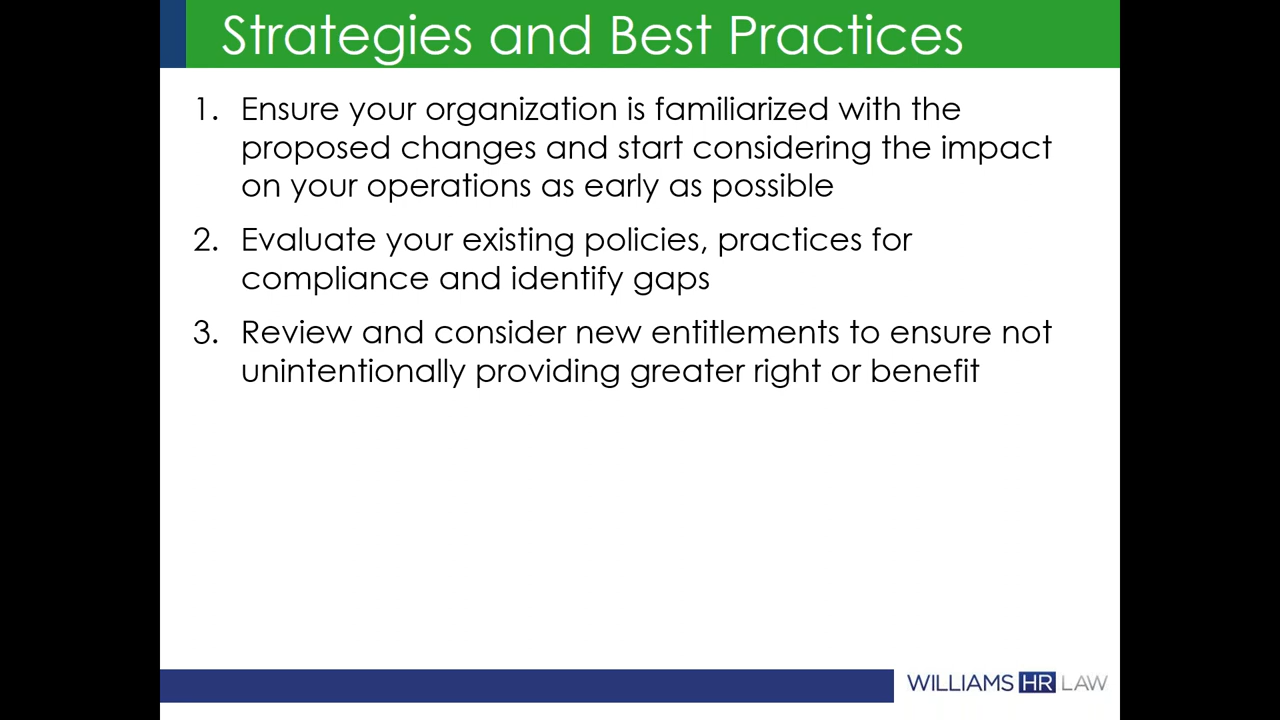 Strategies and Best Practices
1. Ensure your organization is familiarized with the
proposed changes and start considering the impact
on your operations as early as possible
2. Evaluate your existing policies, practices for
compliance and identify gaps
3. Review and consider new entitlements to ensure not
unintentionally providing greater right or benefit
WILLIAMS HR LAW